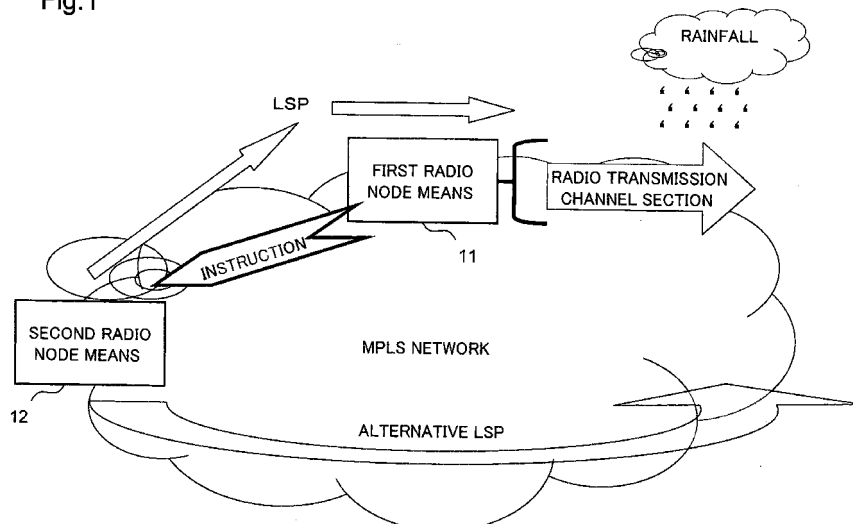 Fig.1
RAINFALL
LSP
FIRST RADIO
NODE MEANS
RADIO TRANSMISSION
CHANNEL SECTION
11
INSTRUCTION
SECOND RADIO
NODE MEANS
12
MPLS NETWORK
ALTERNATIVE LSP